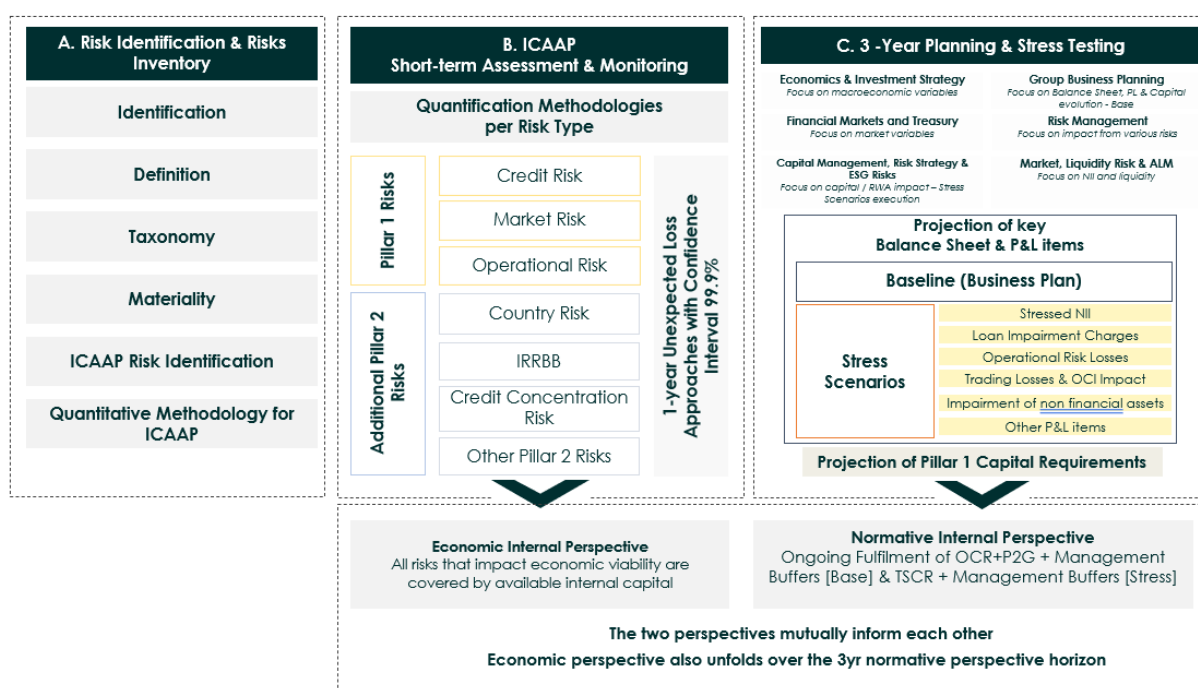 A. Risk Identification & Risks
Inventory
Identification
Definition
Taxonomy
Materiality
ICAAP Risk Identification
Quantitative Methodology for
ICAAP
B. ICAAP
Short-term Assessment & Monitoring
Quantification Methodologies
per Risk Type
Pillar 1 Risks
Credit Risk
Market Risk
Operational Risk
Additional Pillar 2
Risks
Country Risk
IRRBB
Credit Concentration
Risk
Other Pillar 2 Risks
1-year Unexpected Loss
Approaches with Confidence
Interval 99.9%
C. 3 -Year Planning & Stress Testing
Economics & Investment Strategy
Focus on macroeconomic variables
Group Business Planning
Focus on Balance Sheet, PL & Capital
evolution - Base
Financial Markets and Treasury
Focus on market variables
Risk Management
Focus on impact from various risks
Capital Management, Risk Strategy &
ESG Risks
Focus on capital / RWA impact – Stress
Scenarios execution
Market, Liquidity Risk & ALM
Focus on NII and liquidity
Projection of key
Balance Sheet & P&L items
Baseline (Business Plan)
Stress
Scenarios
Stressed NII
Loan Impairment Charges
Operational Risk Losses
Trading Losses & OCI Impact
Impairment of non financial assets
Other P&L items
Projection of Pillar 1 Capital Requirements
Economic Internal Perspective
All risks that impact economic viability are
covered by available internal capital
Normative Internal Perspective
Ongoing Fulfilment of OCR+P2G + Management
Buffers [Base] & TSCR + Management Buffers [Stress]
The two perspectives mutually inform each other
Economic perspective also unfolds over the 3yr normative perspective horizon